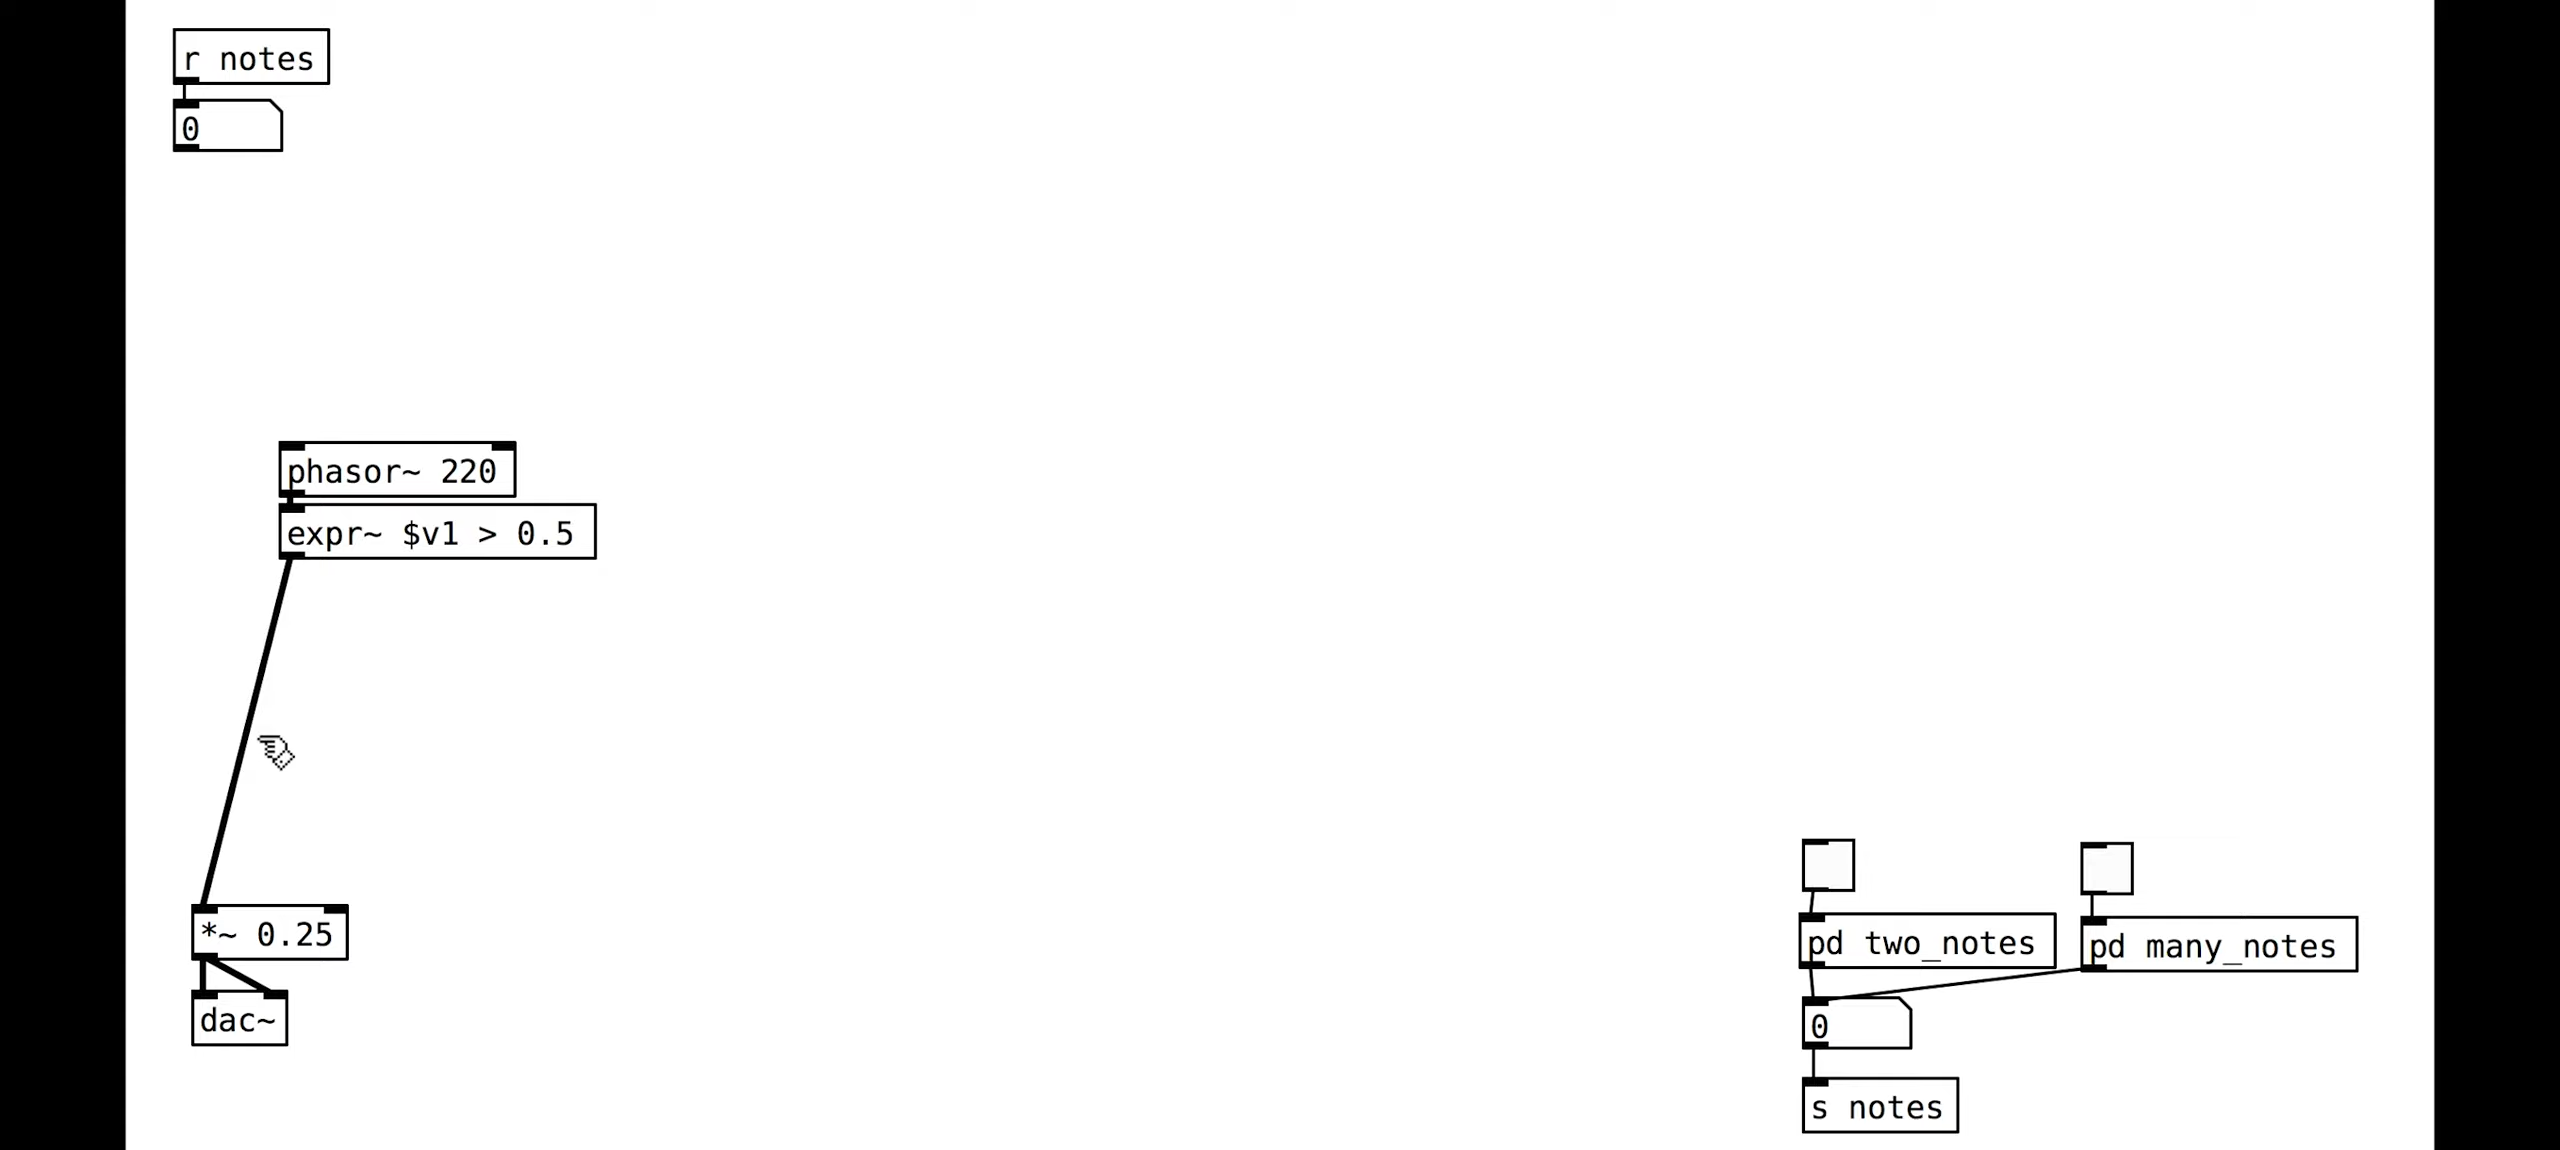 r notes
0
phasor~ 220
expr~ $v1 > 0.5
*~ 0.25
dac~
pd two_notes
pd many_notes
0
s notes